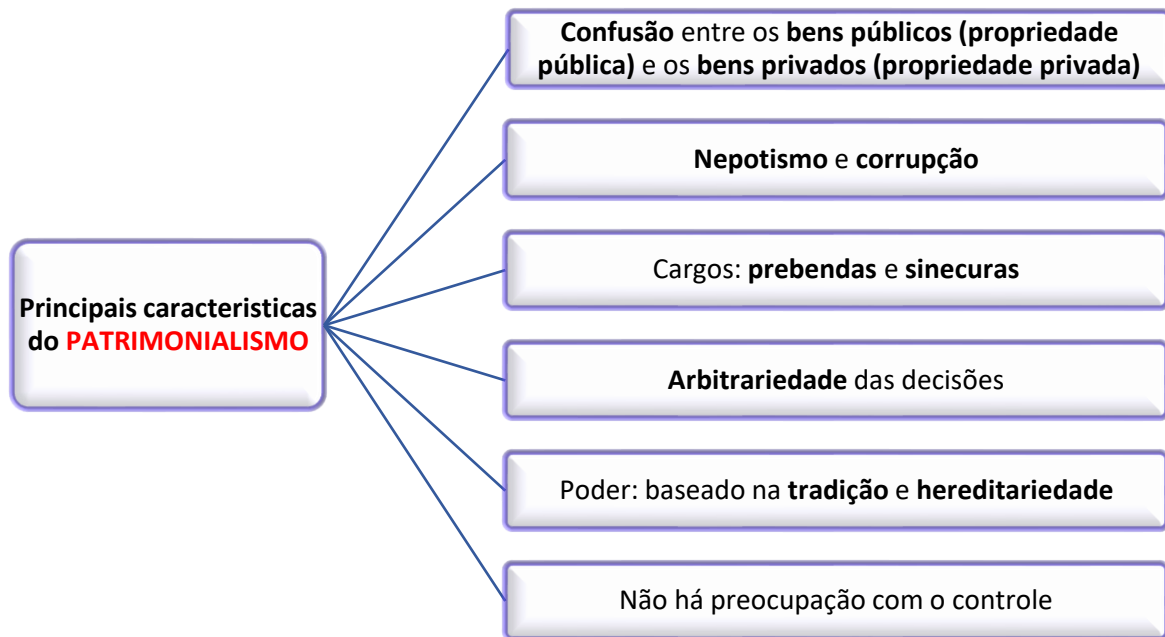 Principais caracteristicas
do PATRIMONIALISMO
Confusão entre os bens públicos (propriedade
pública) e os bens privados (propriedade privada)
Nepotismo e corrupção
Cargos: prebendas e sinecuras
Arbitrariedade das decisões
Poder: baseado na tradição e hereditariedade
Não há preocupação com o controle